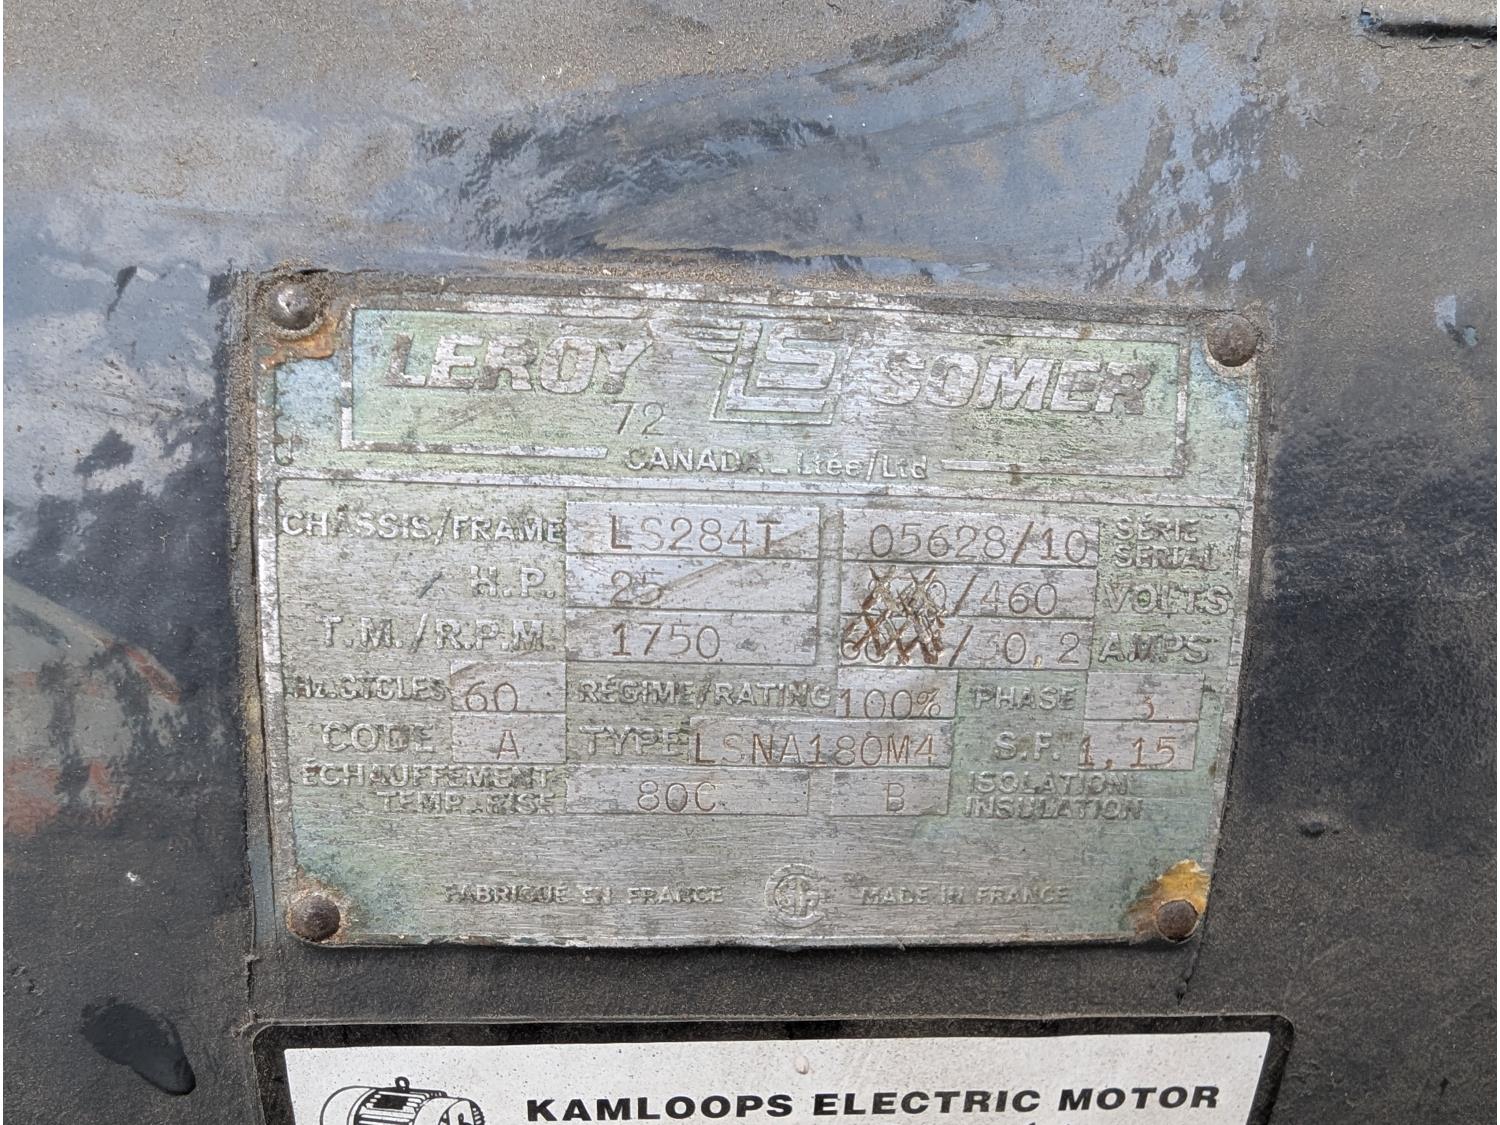 LEROY LS SOMER
72
CANADA Ltée/Ltd
CHÂSSIS/FRAME LS284T 05628/10 SÉRIE SERIAL
H.P. 25 /460 VOLTS
T.M./R.P.M. 1750 /30,2 AMPS
Hz.CYCLES 60 RÉGIME/RATING 100% PHASE 3
CODE A TYPE LSNA180M4 S.F. 1,15
ÉCHAUFFEMENT TEMP. RISE 80C B ISOLATION INSULATION
FABRIQUÉ EN FRANCE MADE IN FRANCE
KAMLOOPS ELECTRIC MOTOR